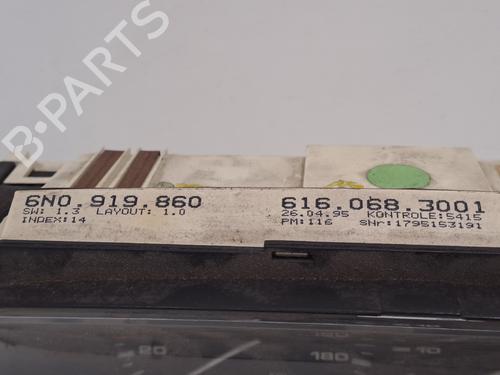 B-PARTS
6N0.919.860 616.068.3001
SW: 1.3 LAYOUT: 1.0 26.04.95 KONTROLE:5415
INDEX:14 PM:116 SNr:1795153191
20 180 10